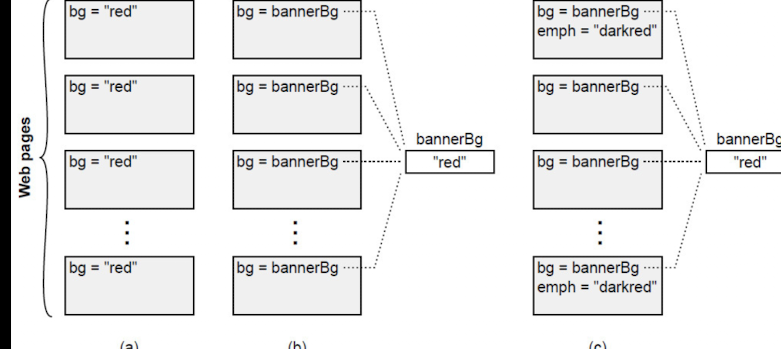 Web pages
bg = "red"
bg = "red"
bg = "red"
bg = "red"
(a)
bg = bannerBg
bg = bannerBg
bg = bannerBg
bg = bannerBg
bannerBg
"red"
(b)
bg = bannerBg
emph = "darkred"
bg = bannerBg
bg = bannerBg
bg = bannerBg
emph = "darkred"
bannerBg
"red"
(c)